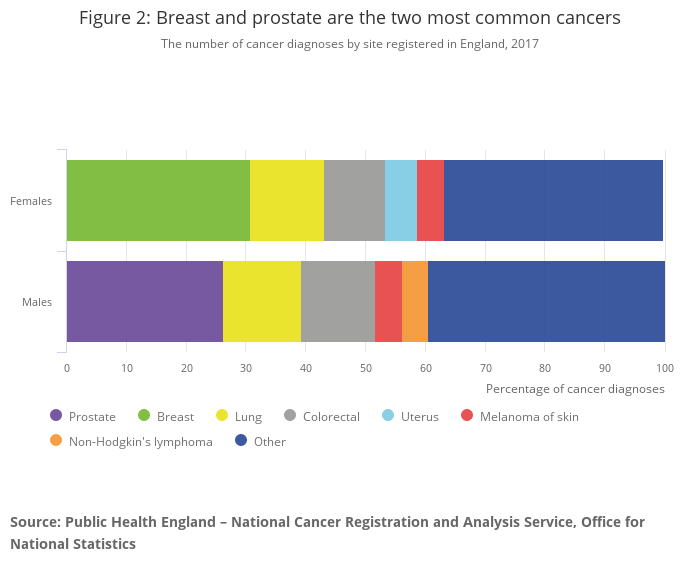 Figure 2: Breast and prostate are the two most common cancers
The number of cancer diagnoses by site registered in England, 2017
Females
Males
0 10 20 30 40 50 60 70 80 90 100
Percentage of cancer diagnoses
Prostate Breast Lung Colorectal Uterus Melanoma of skin
Non-Hodgkin's lymphoma Other
Source: Public Health England – National Cancer Registration and Analysis Service, Office for
National Statistics